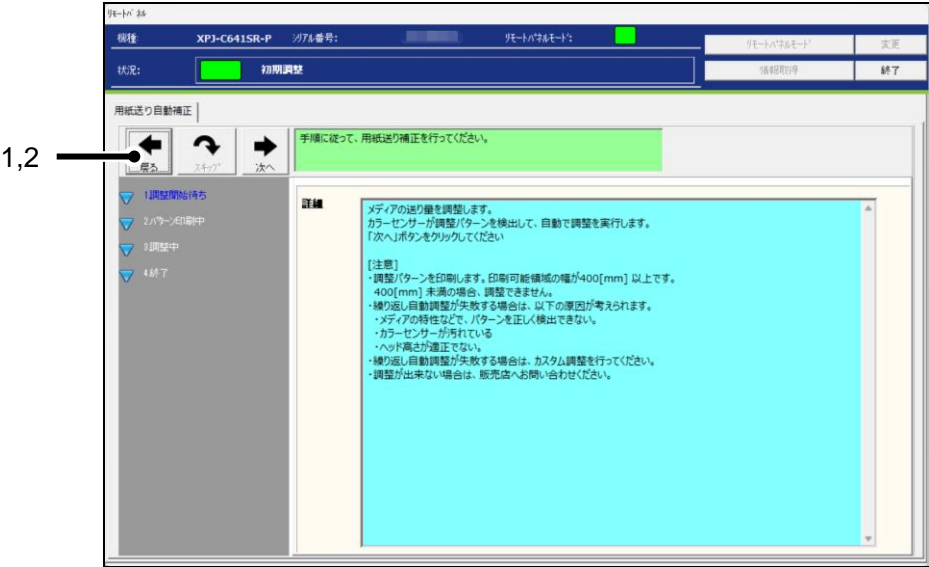 リモートパネル
機種 XPJ-C641SR-P シリアル番号: リモートパネルモード:
リモートパネルモード 変更
状況: 初期調整
情報取得 終了
用紙送り自動補正
戻る スキップ 次へ
手順に従って、用紙送り補正を行ってください。
1,2
1.調整開始待ち
2.パターン印刷中
3.調整中
4.終了
詳細
メディアの送り量を調整します。
カラーセンサーが調整パターンを検出して、自動で調整を実行します。
「次へ」ボタンをクリックしてください
[注意]
・調整パターンを印刷します。印刷可能領域の幅が400[mm] 以上です。
400[mm] 未満の場合、調整できません。
・繰り返し自動調整が失敗する場合は、以下の原因が考えられます。
・メディアの特性などで、パターンを正しく検出できない。
・カラーセンサーが汚れている
・ヘッド高さが適正でない。
・繰り返し自動調整が失敗する場合は、カスタム調整を行ってください。
・調整が出来ない場合は、販売店へお問い合わせください。